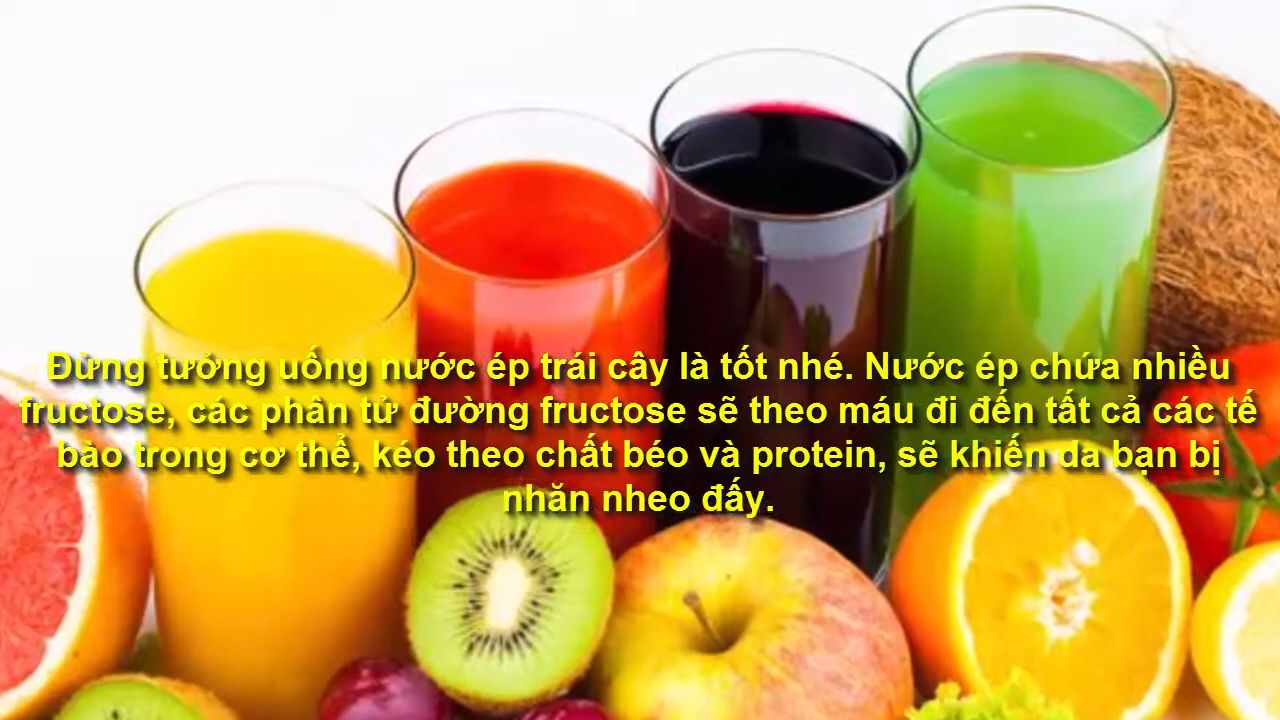 Đừng tưởng uống nước ép trái cây là tốt nhé. Nước ép chứa nhiều
fructose, các phân tử đường fructose sẽ theo máu đi đến tất cả các tế
bào trong cơ thể, kéo theo chất béo và protein, sẽ khiến da bạn bị
nhăn nheo đấy.